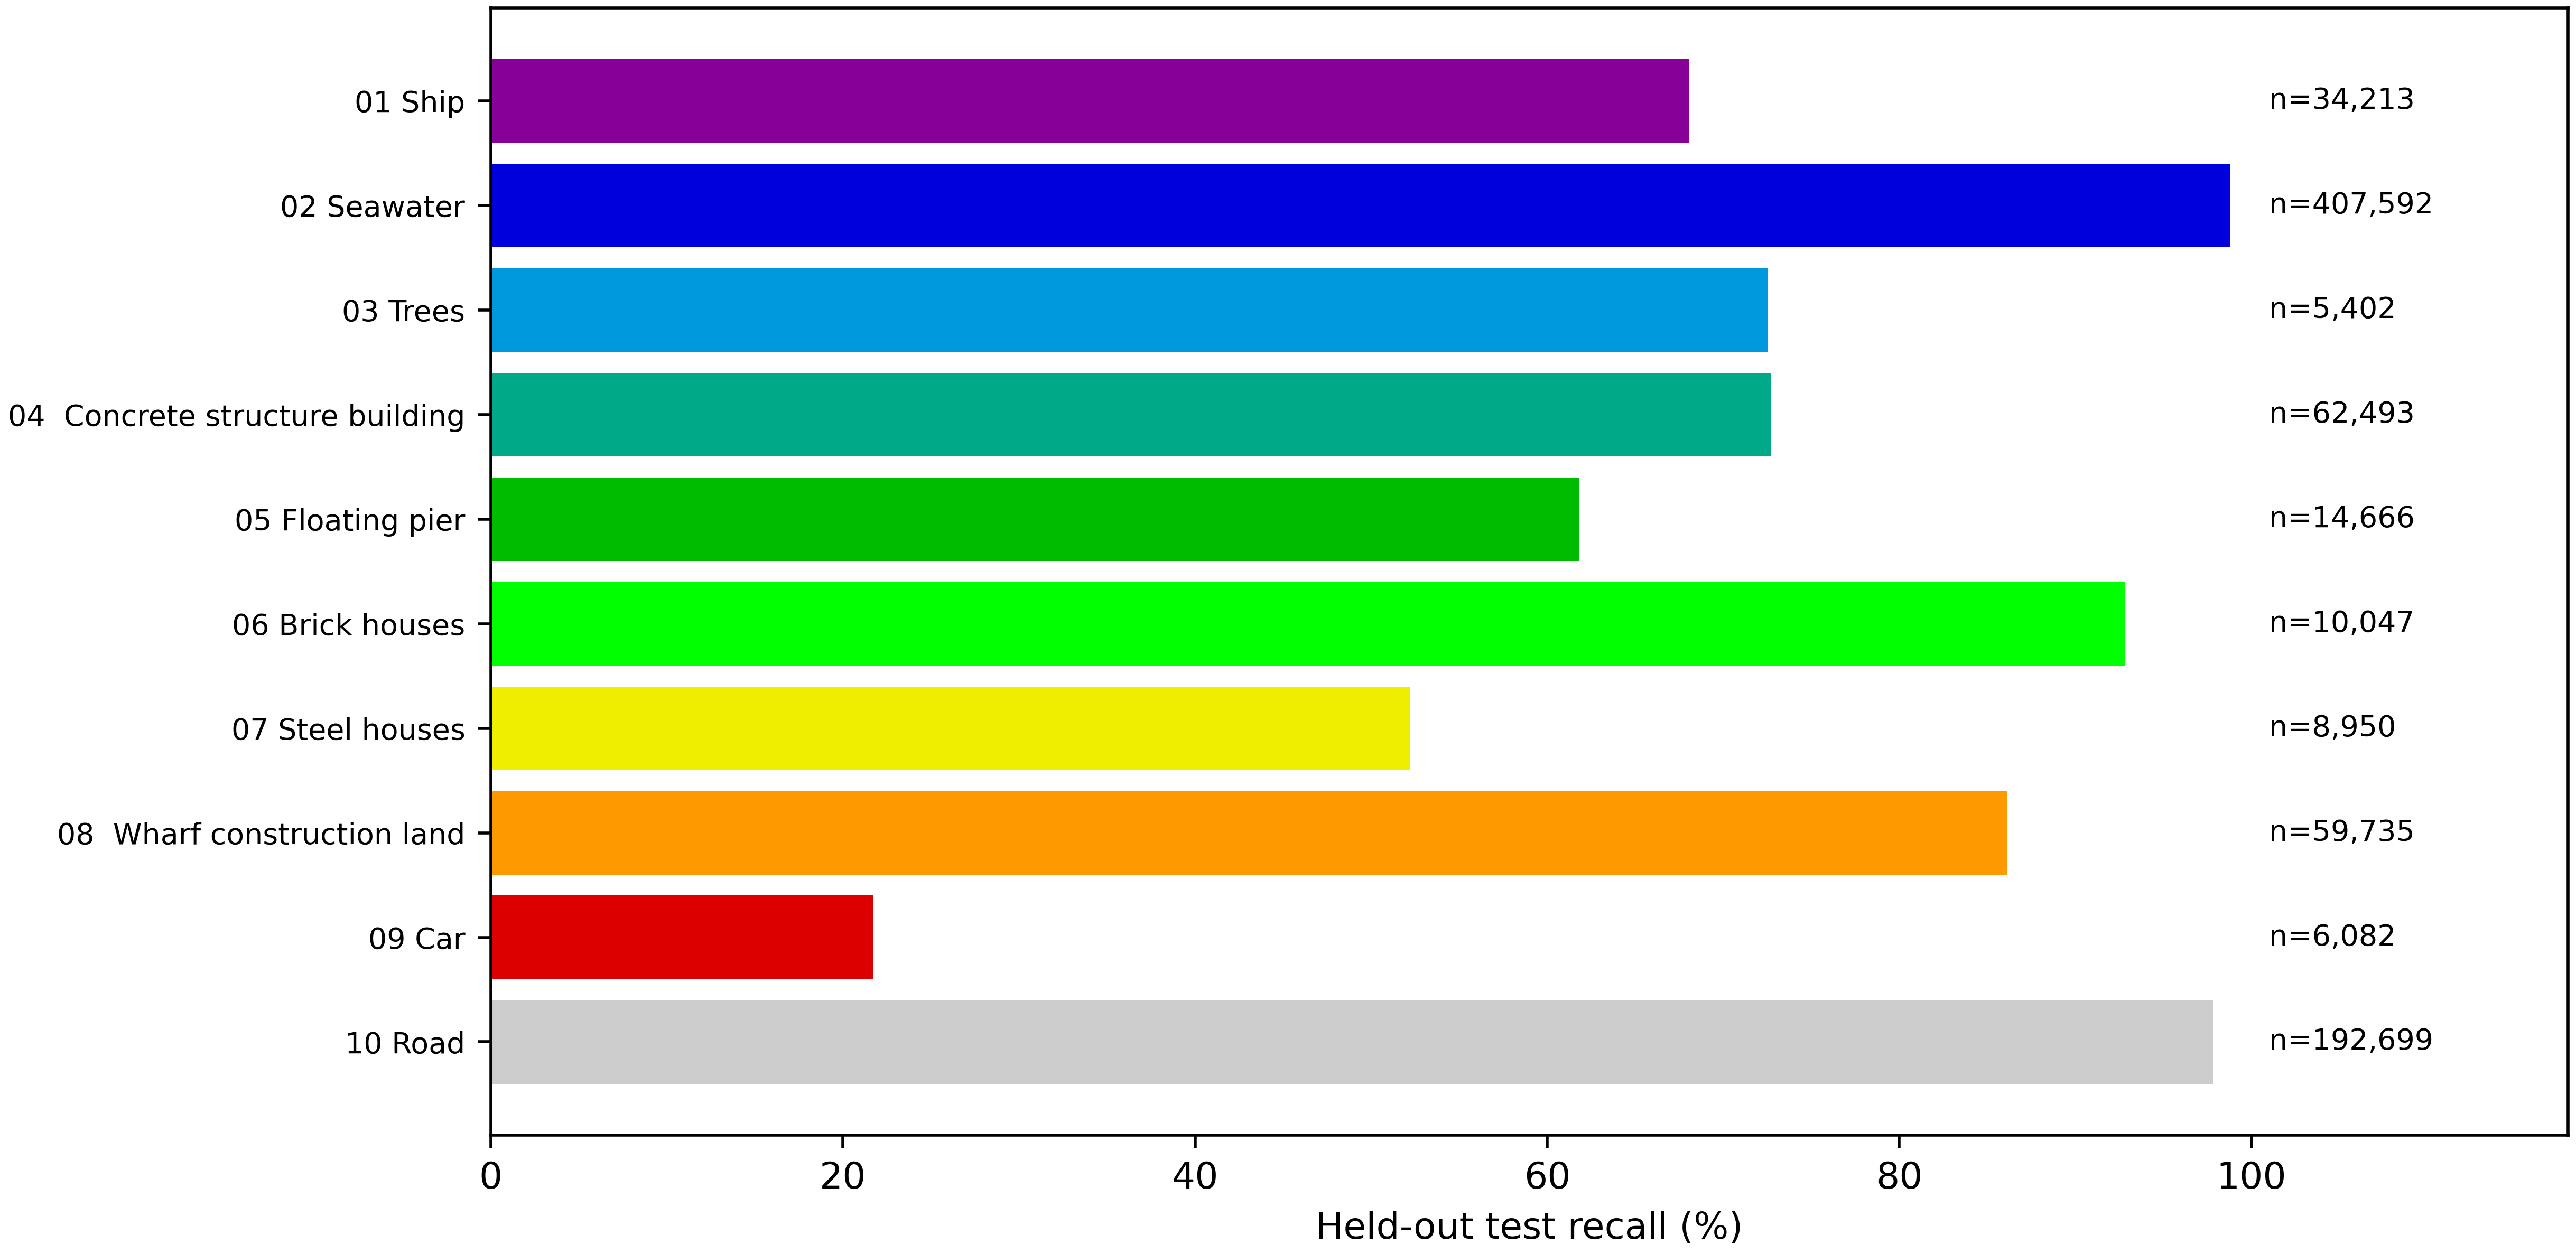 01 Ship n=34,213
02 Seawater n=407,592
03 Trees n=5,402
04  Concrete structure building n=62,493
05 Floating pier n=14,666
06 Brick houses n=10,047
07 Steel houses n=8,950
08  Wharf construction land n=59,735
09 Car n=6,082
10 Road n=192,699
0 20 40 60 80 100
Held-out test recall (%)